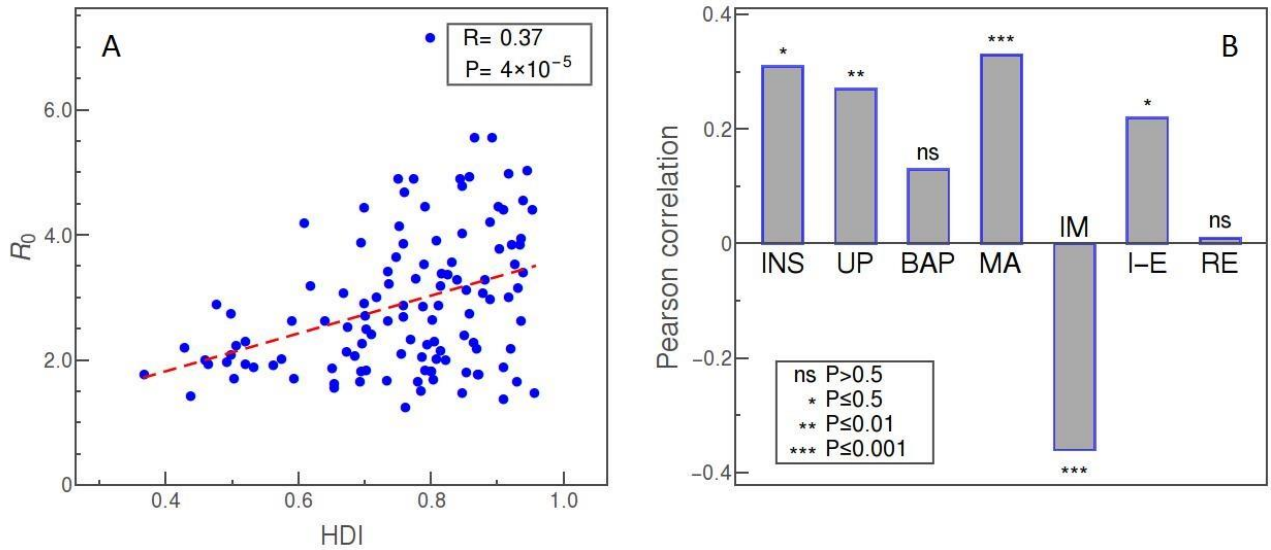 A
R= 0.37
P= 4×10⁻⁵
6.0
4.0
2.0
0
R₀
0.4
0.6
0.8
1.0
HDI
B
0.4
0.2
0
−0.2
−0.4
Pearson correlation
*
**
ns
***
IM
*
ns
INS
UP
BAP
MA
I−E
RE
***
ns P>0.5
* P≤0.5
** P≤0.01
*** P≤0.001